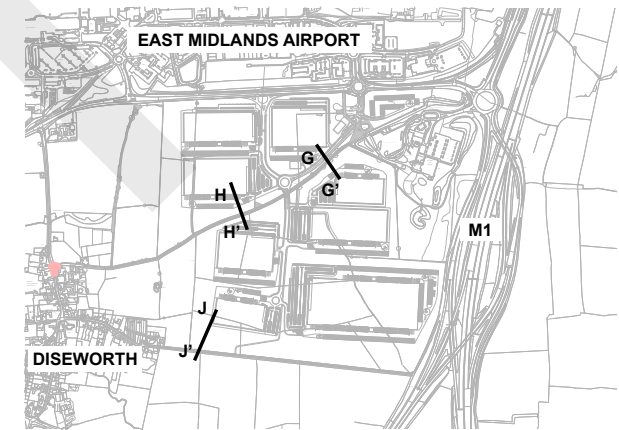 EAST MIDLANDS AIRPORT
G
G'
H
H'
M1
J
J'
DISEWORTH